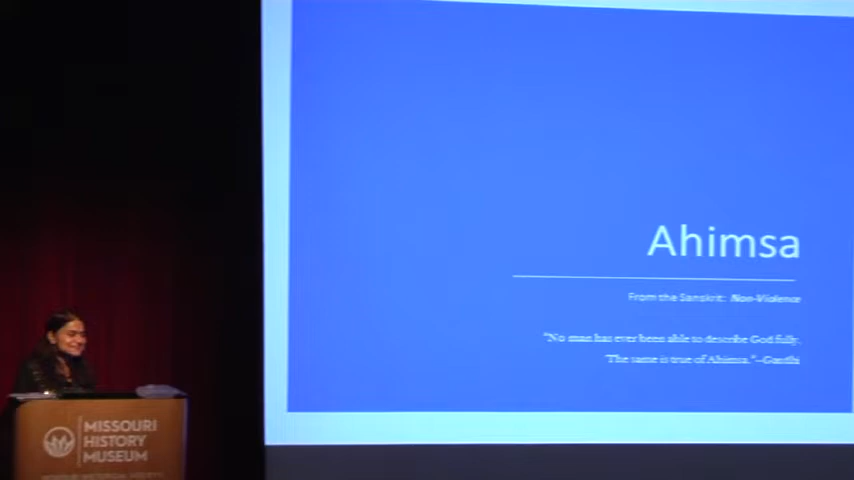 Ahimsa
From the Sanskrit: Non-Violence
"No man has ever been able to describe God fully.
The same is true of Ahimsa."--Gandhi
MISSOURI
HISTORY
MUSEUM